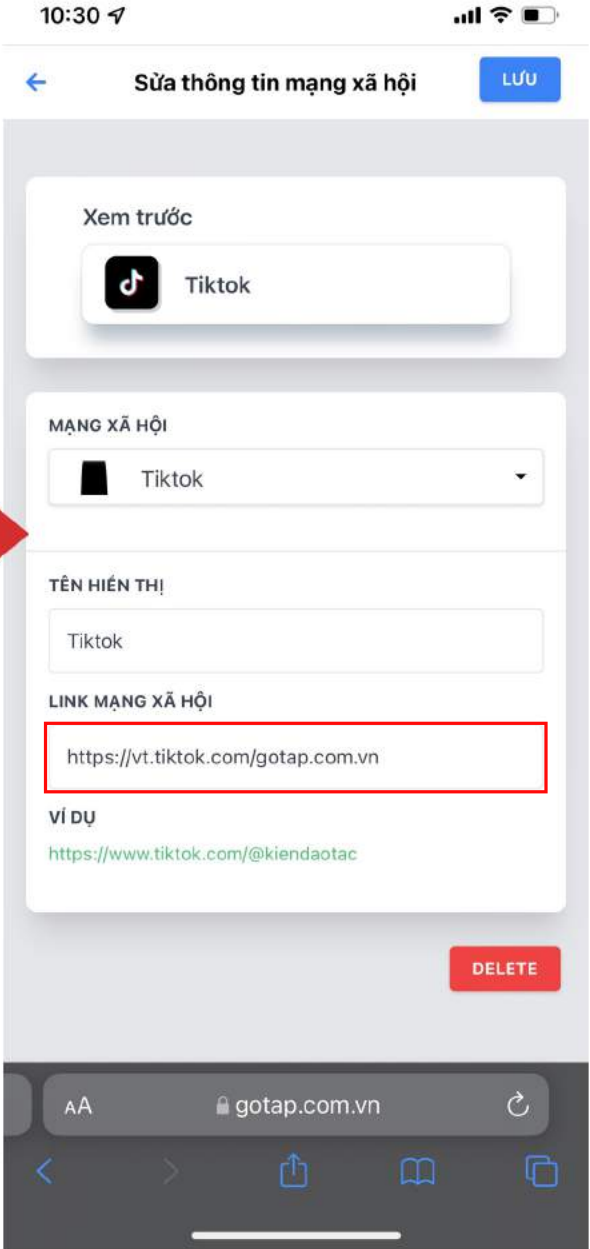 10:30
Sửa thông tin mạng xã hội
LƯU
Xem trước
Tiktok
MẠNG XÃ HỘI
Tiktok
TÊN HIỂN THỊ
Tiktok
LINK MẠNG XÃ HỘI
https://vt.tiktok.com/gotap.com.vn
VÍ DỤ
https://www.tiktok.com/@kiendaotac
DELETE
AA gotap.com.vn